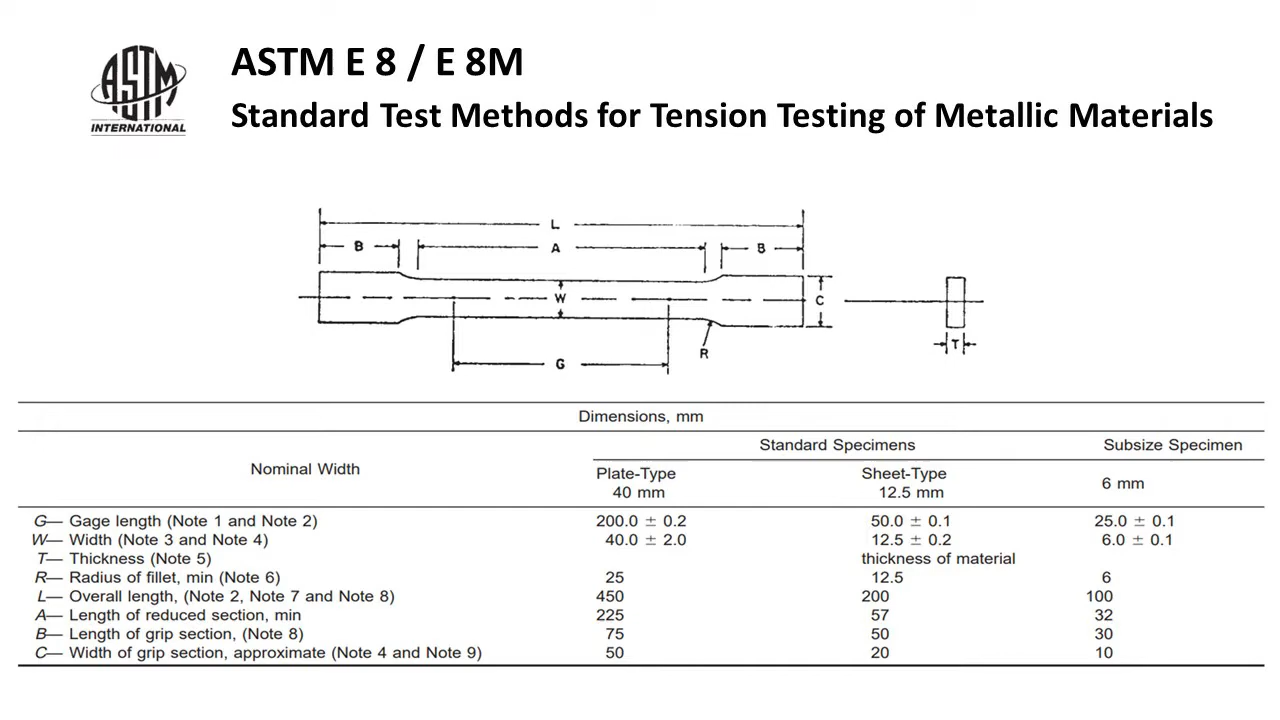 ASTM E 8 / E 8M
ASTM
INTERNATIONAL
Standard Test Methods for Tension Testing of Metallic Materials
L
B
A
B
W
C
R
T
G
Dimensions, mm
Standard Specimens Subsize Specimen
Nominal Width
Plate-Type Sheet-Type
40 mm 12.5 mm 6 mm
G— Gage length (Note 1 and Note 2) 200.0 ± 0.2 50.0 ± 0.1 25.0 ± 0.1
W— Width (Note 3 and Note 4) 40.0 ± 2.0 12.5 ± 0.2 6.0 ± 0.1
T— Thickness (Note 5) thickness of material
R— Radius of fillet, min (Note 6) 25 12.5 6
L— Overall length, (Note 2, Note 7 and Note 8) 450 200 100
A— Length of reduced section, min 225 57 32
B— Length of grip section, (Note 8) 75 50 30
C— Width of grip section, approximate (Note 4 and Note 9) 50 20 10